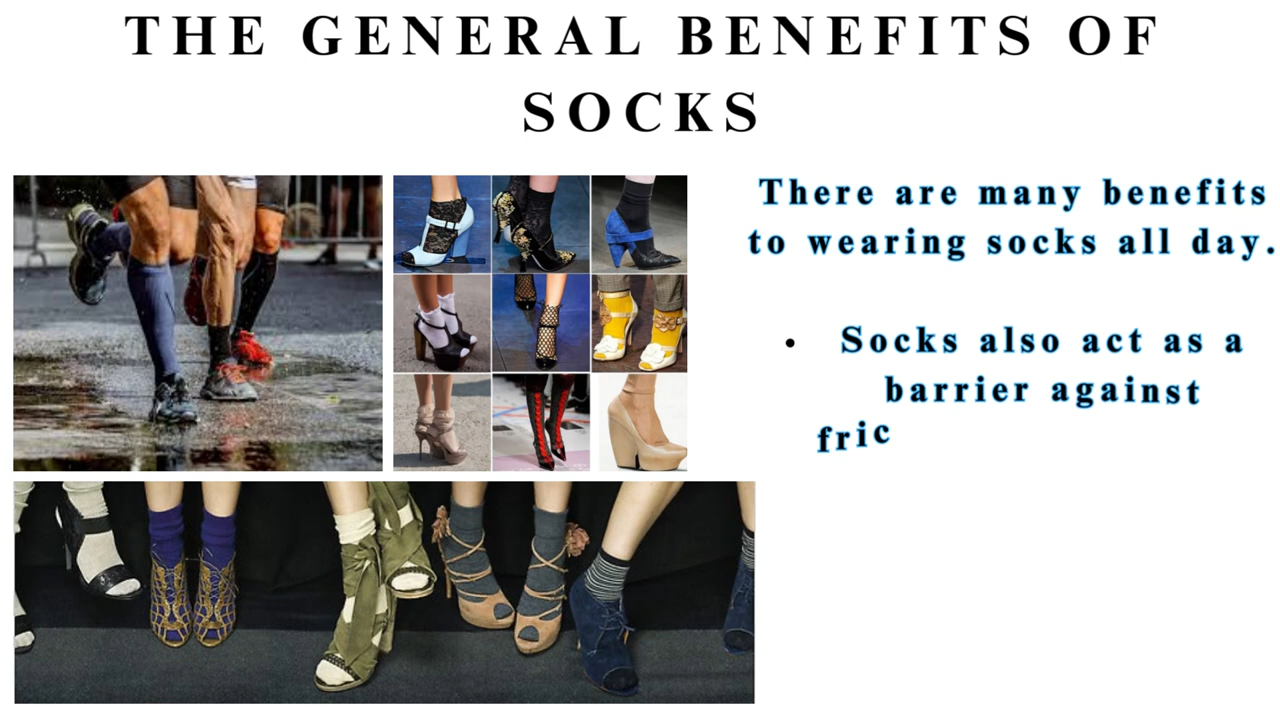 THE GENERAL BENEFITS OF
SOCKS
There are many benefits
to wearing socks all day.
• Socks also act as a
barrier against
fric